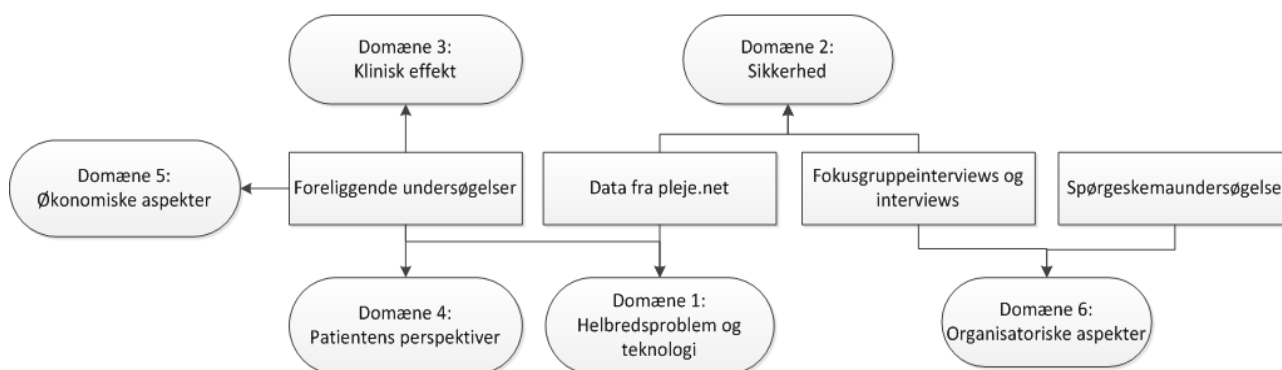 Domæne 3:
Klinisk effekt
Domæne 2:
Sikkerhed
Domæne 5:
Økonomiske aspekter
Foreliggende undersøgelser
Data fra pleje.net
Fokusgruppeinterviews og
interviews
Spørgeskemaundersøgelse
Domæne 4:
Patientens perspektiver
Domæne 1:
Helbredsproblem og
teknologi
Domæne 6:
Organisatoriske aspekter